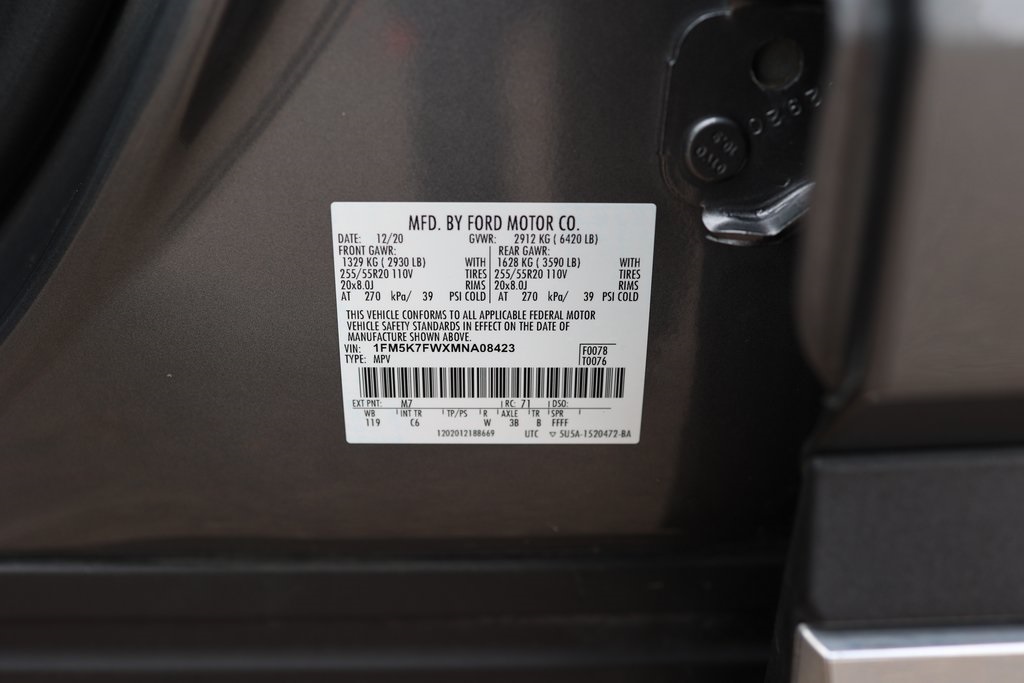 2920
10.5
0110
MFD. BY FORD MOTOR CO.
DATE: 12/20 GVWR: 2912 KG ( 6420 LB)
FRONT GAWR: REAR GAWR:
1329 KG ( 2930 LB) WITH 1628 KG ( 3590 LB) WITH
255/55R20 110V TIRES 255/55R20 110V TIRES
20x8.0J RIMS 20x8.0J RIMS
AT 270 kPa/ 39 PSI COLD AT 270 kPa/ 39 PSI COLD
THIS VEHICLE CONFORMS TO ALL APPLICABLE FEDERAL MOTOR
VEHICLE SAFETY STANDARDS IN EFFECT ON THE DATE OF
MANUFACTURE SHOWN ABOVE.
VIN: 1FM5K7FWXMNA08423 F0078
TYPE: MPV T0076
EXT PNT: M7 RC: 71 DSO:
WB INT TR TP/PS R AXLE TR SPR
119 C6 W 3B B FFFF
1202012188669 UTC ▽ 5U5A-1520472-BA